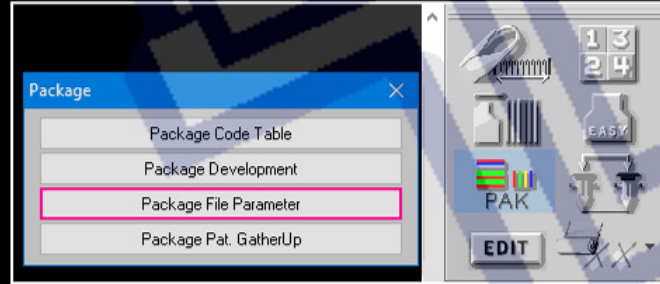 Package
Package Code Table
Package Development
Package File Parameter
Package Pat. GatherUp
1 3
2 4
EASY
PAK
EDIT